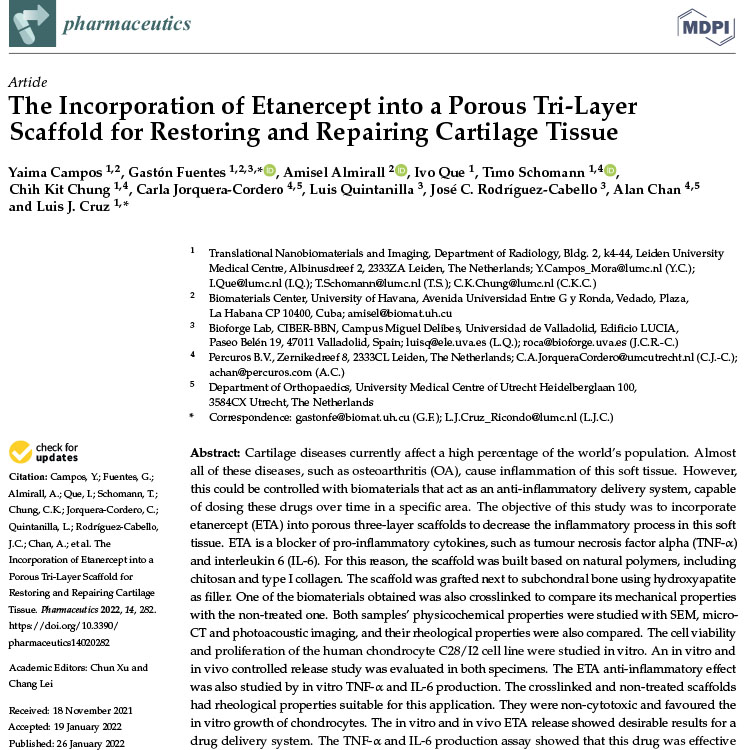 pharmaceutics
MDPI
Article
The Incorporation of Etanercept into a Porous Tri-Layer
Scaffold for Restoring and Repairing Cartilage Tissue
Yaima Campos 1,2, Gastón Fuentes 1,2,3,* iD, Amisel Almirall 2 iD, Ivo Que 1, Timo Schomann 1,4 iD,
Chih Kit Chung 1,4, Carla Jorquera-Cordero 4,5, Luis Quintanilla 3, José C. Rodríguez-Cabello 3, Alan Chan 4,5
and Luis J. Cruz 1,*
1 Translational Nanobiomaterials and Imaging, Department of Radiology, Bldg. 2, k4-44, Leiden University
Medical Centre, Albinusdreef 2, 2333ZA Leiden, The Netherlands; Y.Campos_Mora@lumc.nl (Y.C.);
I.Que@lumc.nl (I.Q.); T.Schomann@lumc.nl (T.S.); C.K.Chung@lumc.nl (C.K.C.)
2 Biomaterials Center, University of Havana, Avenida Universidad Entre G y Ronda, Vedado, Plaza,
La Habana CP 10400, Cuba; amisel@biomat.uh.cu
3 Bioforge Lab, CIBER-BBN, Campus Miguel Delibes, Universidad de Valladolid, Edificio LUCIA,
Paseo Belén 19, 47011 Valladolid, Spain; luisq@ele.uva.es (L.Q.); roca@bioforge.uva.es (J.C.R.-C.)
4 Percuros B.V., Zernikedreef 8, 2333CL Leiden, The Netherlands; C.A.JorqueraCordero@umcutrecht.nl (C.J.-C.);
achan@percuros.com (A.C.)
5 Department of Orthopaedics, University Medical Centre of Utrecht Heidelberglaan 100,
3584CX Utrecht, The Netherlands
* Correspondence: gastonfe@biomat.uh.cu (G.F.); L.J.Cruz_Ricondo@lumc.nl (L.J.C.)
check for
updates
Citation: Campos, Y.; Fuentes, G.;
Almirall, A.; Que, I.; Schomann, T.;
Chung, C.K.; Jorquera-Cordero, C.;
Quintanilla, L.; Rodríguez-Cabello,
J.C.; Chan, A.; et al. The
Incorporation of Etanercept into a
Porous Tri-Layer Scaffold for
Restoring and Repairing Cartilage
Tissue. Pharmaceutics 2022, 14, 282.
https://doi.org/10.3390/
pharmaceutics14020282
Academic Editors: Chun Xu and
Chang Lei
Received: 18 November 2021
Accepted: 19 January 2022
Published: 26 January 2022
Abstract: Cartilage diseases currently affect a high percentage of the world's population. Almost
all of these diseases, such as osteoarthritis (OA), cause inflammation of this soft tissue. However,
this could be controlled with biomaterials that act as an anti-inflammatory delivery system, capable
of dosing these drugs over time in a specific area. The objective of this study was to incorporate
etanercept (ETA) into porous three-layer scaffolds to decrease the inflammatory process in this soft
tissue. ETA is a blocker of pro-inflammatory cytokines, such as tumour necrosis factor alpha (TNF-α)
and interleukin 6 (IL-6). For this reason, the scaffold was built based on natural polymers, including
chitosan and type I collagen. The scaffold was grafted next to subchondral bone using hydroxyapatite
as filler. One of the biomaterials obtained was also crosslinked to compare its mechanical properties
with the non-treated one. Both samples' physicochemical properties were studied with SEM, micro-
CT and photoacoustic imaging, and their rheological properties were also compared. The cell viability
and proliferation of the human chondrocyte C28/I2 cell line were studied in vitro. An in vitro and
in vivo controlled release study was evaluated in both specimens. The ETA anti-inflammatory effect
was also studied by in vitro TNF-α and IL-6 production. The crosslinked and non-treated scaffolds
had rheological properties suitable for this application. They were non-cytotoxic and favoured the
in vitro growth of chondrocytes. The in vitro and in vivo ETA release showed desirable results for a
drug delivery system. The TNF-α and IL-6 production assay showed that this drug was effective